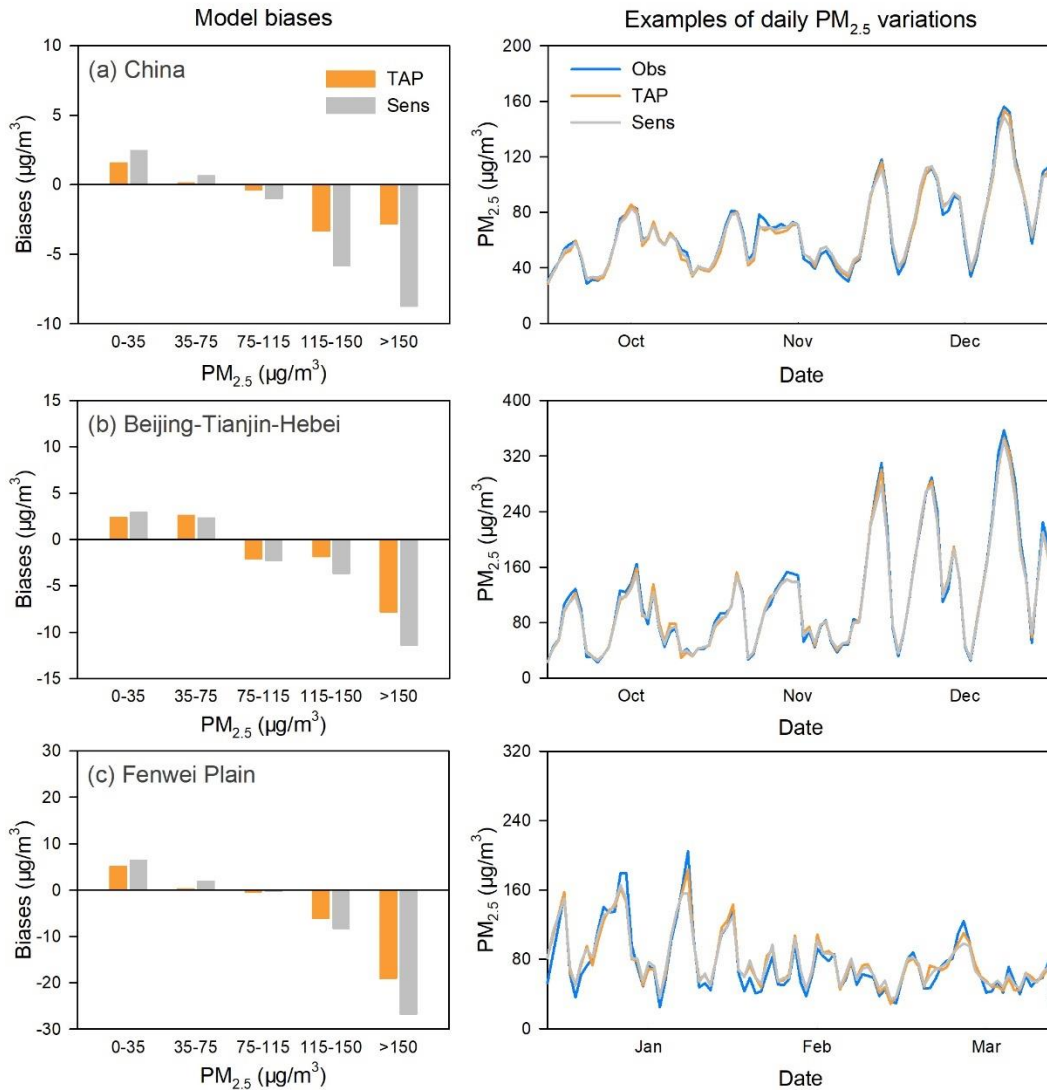 Model biases
Examples of daily PM2.5 variations
(a) China
TAP
Sens
Biases (µg/m³)
10
5
0
-5
-10
0-35 35-75 75-115 115-150 >150
PM2.5 (µg/m³)
Obs
TAP
Sens
PM2.5 (µg/m³)
200
160
120
80
40
0
Oct Nov Dec
Date
(b) Beijing-Tianjin-Hebei
Biases (µg/m³)
15
10
5
0
-5
-10
-15
0-35 35-75 75-115 115-150 >150
PM2.5 (µg/m³)
PM2.5 (µg/m³)
400
320
240
160
80
0
Oct Nov Dec
Date
(c) Fenwei Plain
Biases (µg/m³)
30
20
10
0
-10
-20
-30
0-35 35-75 75-115 115-150 >150
PM2.5 (µg/m³)
PM2.5 (µg/m³)
320
240
160
80
0
Jan Feb Mar
Date